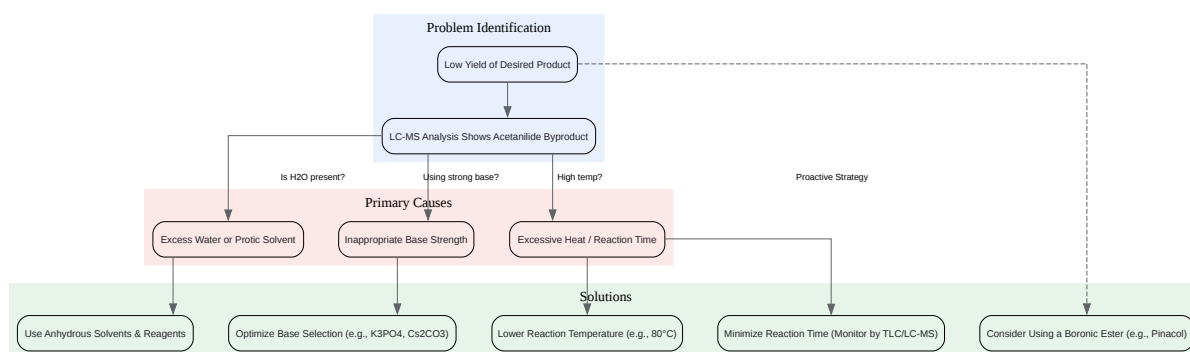 Problem Identification
Low Yield of Desired Product
LC-MS Analysis Shows Acetanilide Byproduct
Is H2O present?
Using strong base?
High temp?
Proactive Strategy
Primary Causes
Excess Water or Protic Solvent
Inappropriate Base Strength
Excessive Heat / Reaction Time
Solutions
Use Anhydrous Solvents & Reagents
Optimize Base Selection (e.g., K3PO4, Cs2CO3)
Lower Reaction Temperature (e.g., 80°C)
Minimize Reaction Time (Monitor by TLC/LC-MS)
Consider Using a Boronic Ester (e.g., Pinacol)